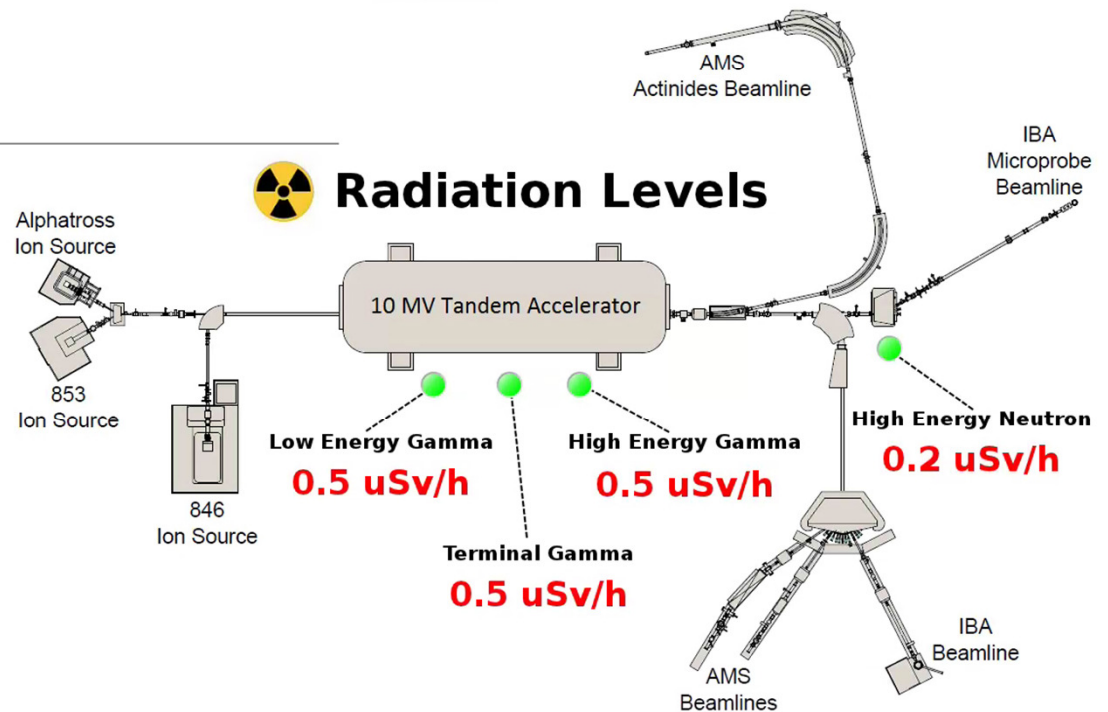 AMS
Actinides Beamline
IBA
Microprobe
Beamline
Radiation Levels
Alphatross
Ion Source
10 MV Tandem Accelerator
853
Ion Source
846
Ion Source
Low Energy Gamma
0.5 uSv/h
High Energy Gamma
0.5 uSv/h
High Energy Neutron
0.2 uSv/h
Terminal Gamma
0.5 uSv/h
AMS
Beamlines
IBA
Beamline